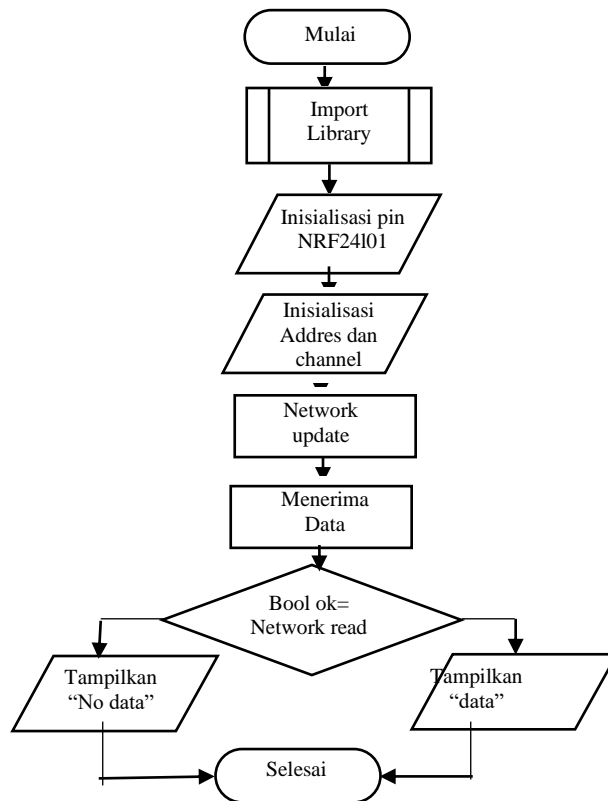 Mulai
Import
Library
Inisialisasi pin
NRF24l01
Inisialisasi
Addres dan
channel
Network
update
Menerima
Data
Bool ok=
Network read
Tampilkan
“No data”
Tampilkan
“data”
Selesai